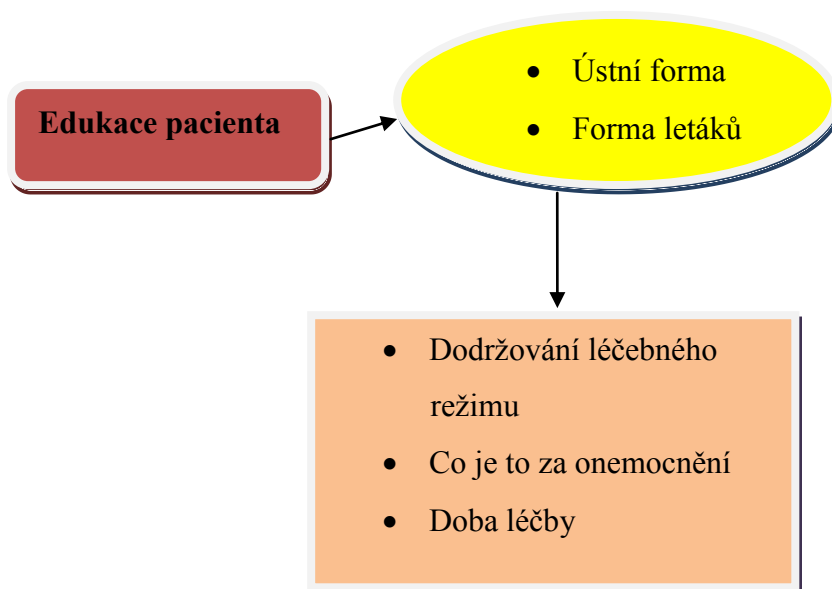 Edukace pacienta
• Ústní forma
• Forma letáků
• Dodržování léčebného
režimu
• Co je to za onemocnění
• Doba léčby